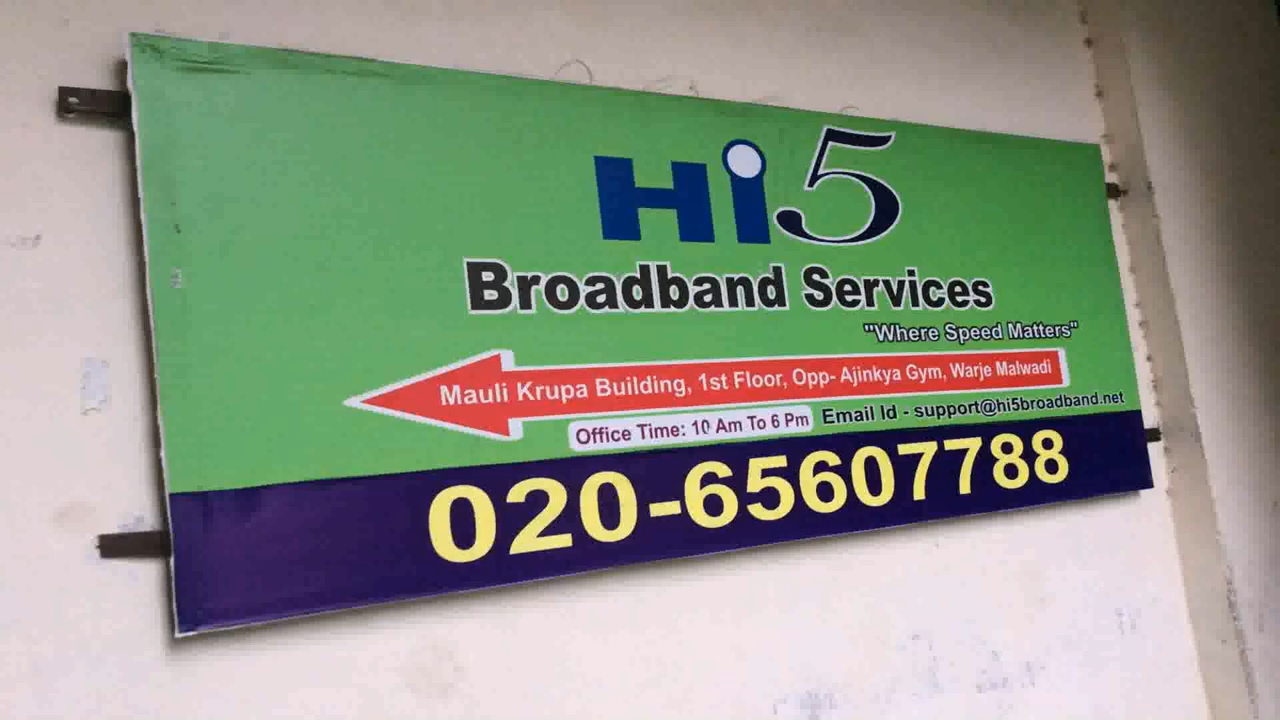 Hi5
Broadband Services
"Where Speed Matters"
Mauli Krupa Building, 1st Floor, Opp- Ajinkya Gym, Warje Malwadi
Office Time: 10 Am To 6 Pm Email Id - support@hi5broadband.net
020-65607788